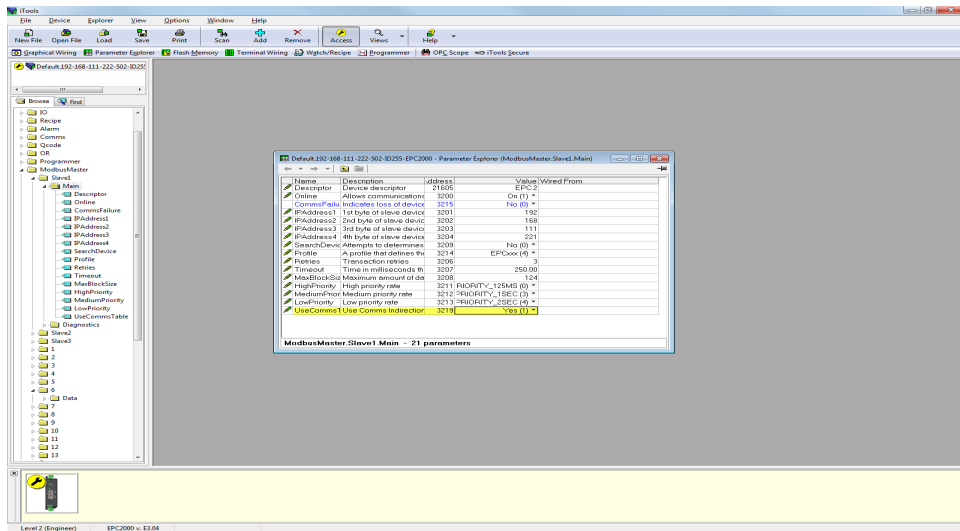 iTools
File Device Explorer View Options Window Help
New File Open File Load Save Print Scan Add Remove Access Views Help
Graphical Wiring Parameter Explorer Flash Memory Terminal Wiring Watch/Recipe Programmer OPC Scope iTools Secure
Default.192-168-111-222-502-ID255
Browse Find
IO
Recipe
Alarm
Comms
Qcode
OR
Programmer
ModbusMaster
Slave1
Main
Descriptor
Online
CommsFailure
IPAddress1
IPAddress2
IPAddress3
IPAddress4
SearchDevice
Profile
Retries
Timeout
MaxBlockSize
HighPriority
MediumPriority
LowPriority
UseCommsTable
Diagnostics
Slave2
Slave3
1
2
3
4
5
6
Data
7
8
9
10
11
12
13
Default.192-168-111-222-502-ID255-EPC2000 - Parameter Explorer (ModbusMaster.Slave1.Main)
Name Description ddress Value Wired From
Descriptor Device descriptor 21605 EPC.2
Online Allows communications 3200 On (1)
CommsFailu Indicates loss of device 3215 No (0)
IPAddress1 1st byte of slave device 3201 192
IPAddress2 2nd byte of slave devic 3202 168
IPAddress3 3rd byte of slave device 3203 111
IPAddress4 4th byte of slave device 3204 221
SearchDevic Attempts to determines 3209 No (0)
Profile A profile that defines the 3214 EPCxxx (4)
Retries Transaction retries 3206 3
Timeout Time in milliseconds th 3207 250.00
MaxBlockSiz Maximum amount of da 3208 124
HighPriority High priority rate 3211 RIORITY_125MS (0)
MediumPrior Medium priority rate 3212 PRIORITY_1SEC (3)
LowPriority Low priority rate 3213 PRIORITY_2SEC (4)
UseCommsT Use Comms Indirection 3219 Yes (1)
ModbusMaster.Slave1.Main - 21 parameters
Level 2 (Engineer) EPC2000 v. E3.04